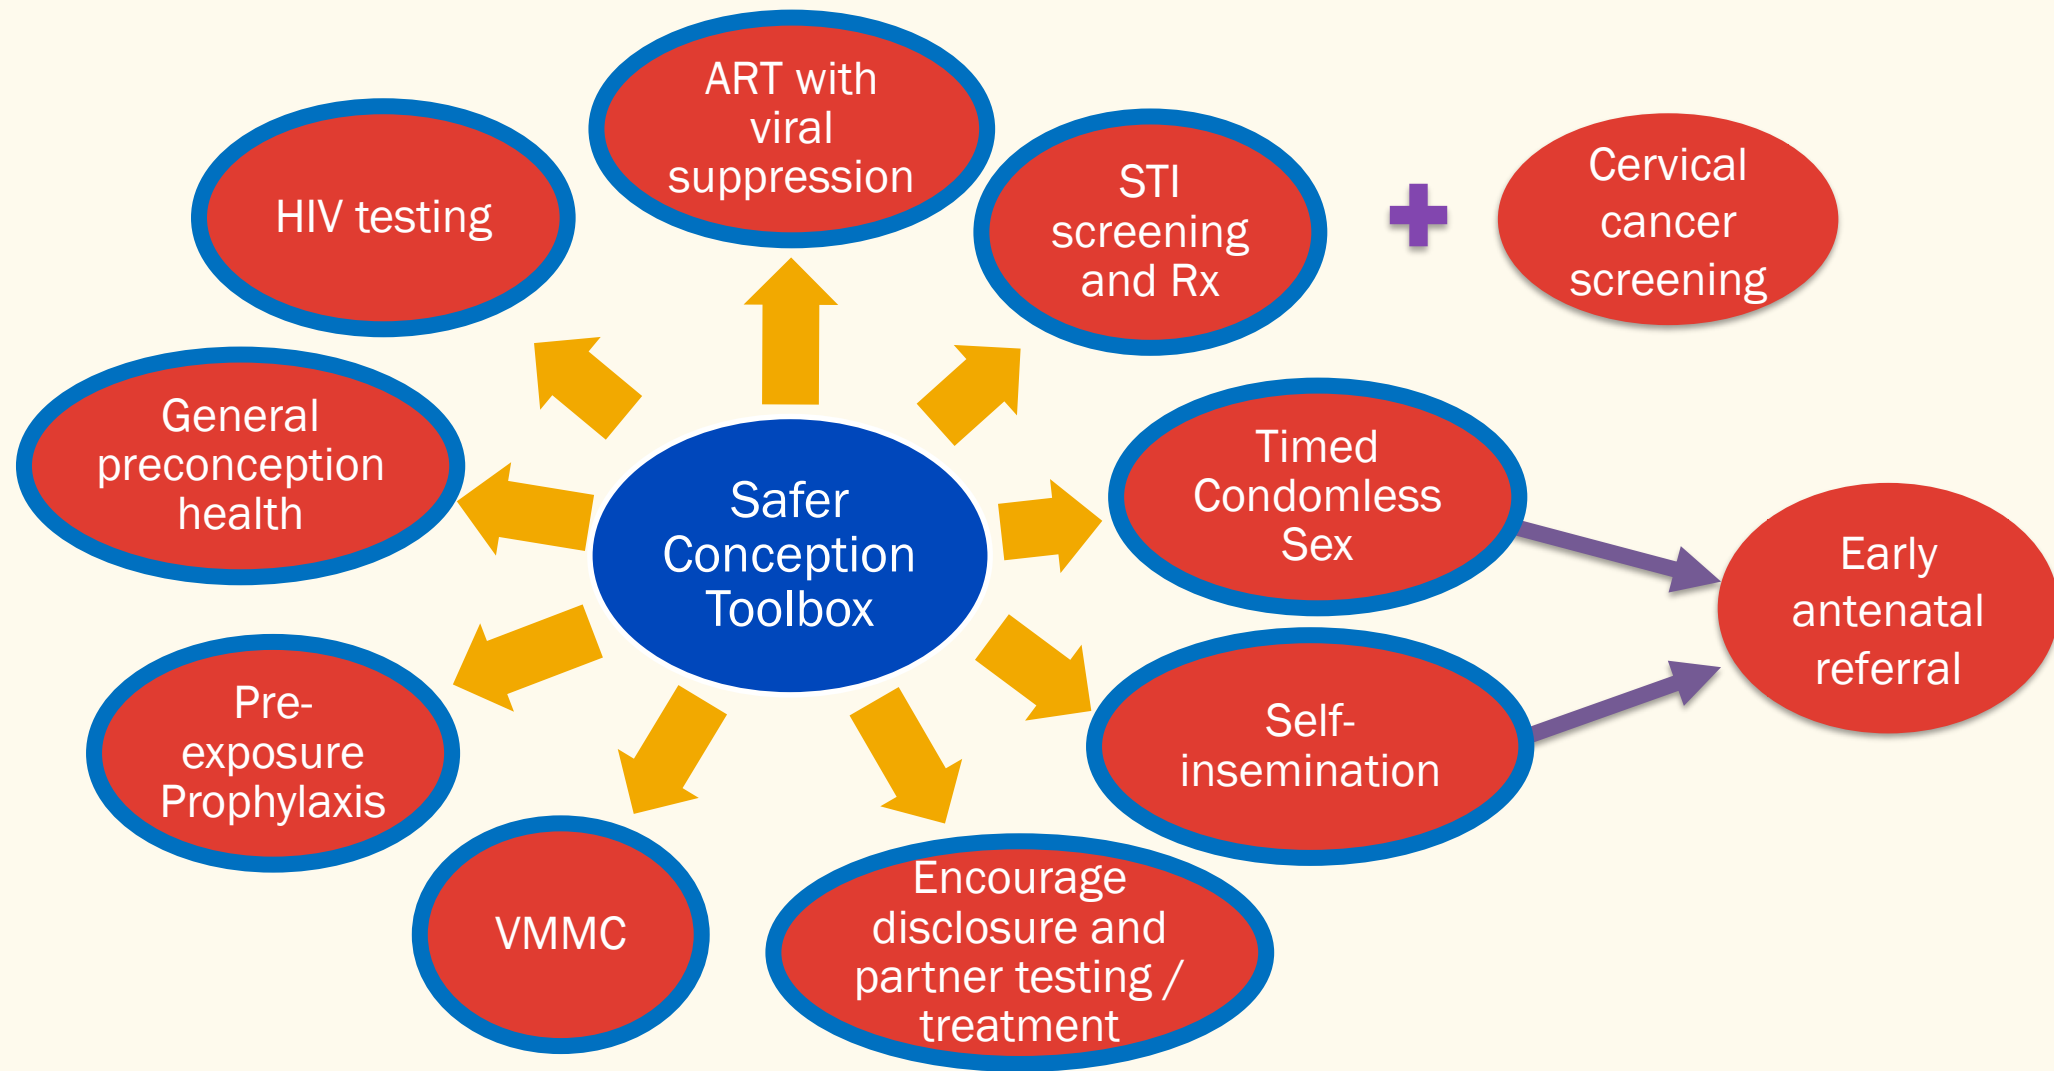 ART with
viral
suppression
HIV testing
STI
screening
and Rx
Cervical
cancer
screening
General
preconception
health
Safer
Conception
Toolbox
Timed
Condomless
Sex
Early
antenatal
referral
Pre-
exposure
Prophylaxis
Self-
insemination
VMMC
Encourage
disclosure and
partner testing /
treatment